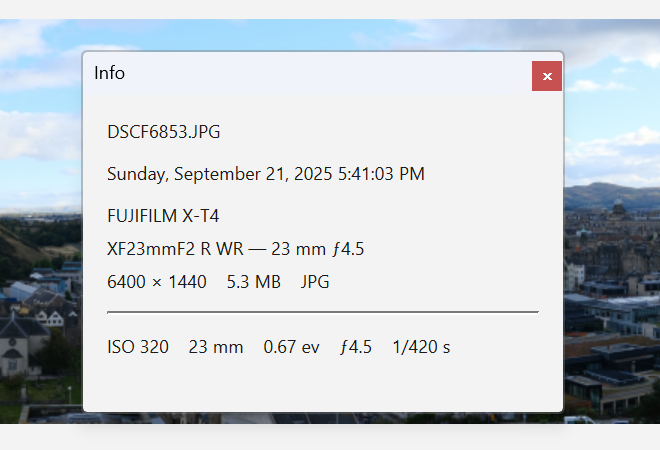 Info
DSCF6853.JPG
Sunday, September 21, 2025 5:41:03 PM
FUJIFILM X-T4
XF23mmF2 R WR — 23 mm ƒ4.5
6400 × 1440 5.3 MB JPG
ISO 320 23 mm 0.67 ev ƒ4.5 1/420 s